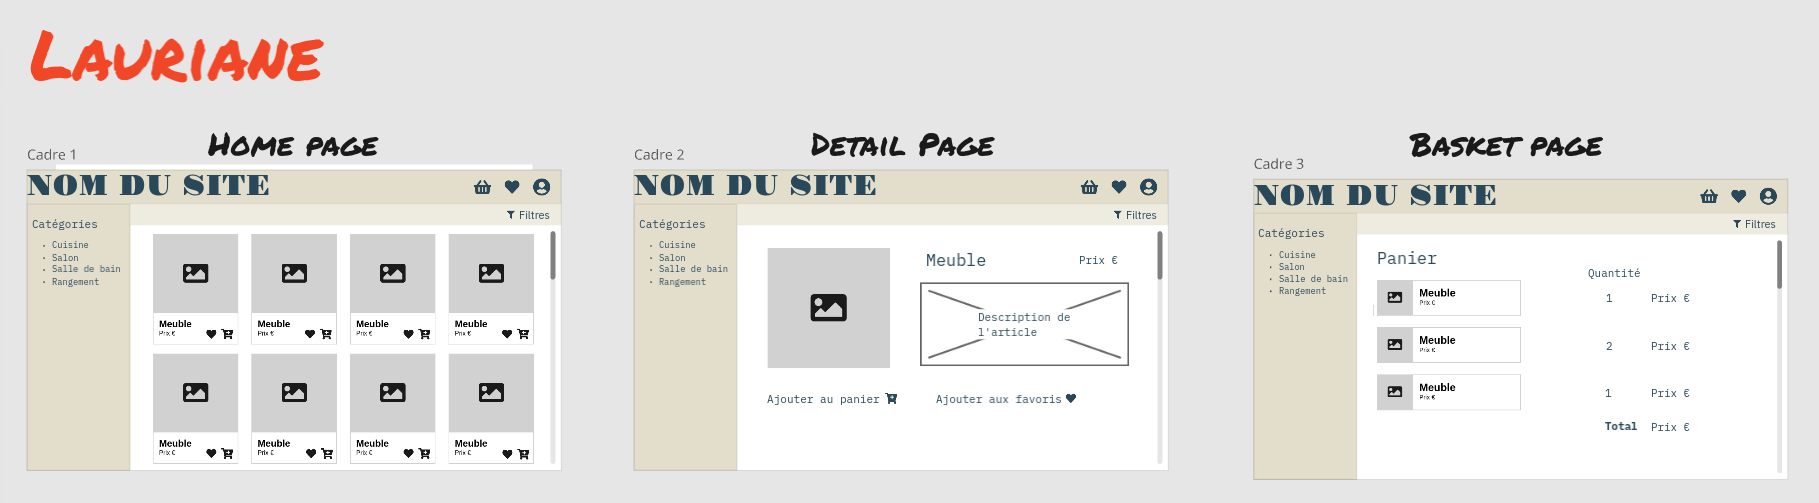 LAURIANE
Cadre 1
HOME PAGE
NOM DU SITE
Filtres
Catégories
· Cuisine
· Salon
· Salle de bain
· Rangement
Meuble
Prix €
Meuble
Prix €
Meuble
Prix €
Meuble
Prix €
Meuble
Prix €
Meuble
Prix €
Meuble
Prix €
Meuble
Prix €
Cadre 2
DETAIL PAGE
NOM DU SITE
Filtres
Catégories
· Cuisine
· Salon
· Salle de bain
· Rangement
Meuble Prix €
Description de
l'article
Ajouter au panier
Ajouter aux favoris
Cadre 3
BASKET PAGE
NOM DU SITE
Filtres
Catégories
· Cuisine
· Salon
· Salle de bain
· Rangement
Panier
Quantité
Meuble
Prix €
1 Prix €
Meuble
Prix €
2 Prix €
Meuble
Prix €
1 Prix €
Total Prix €